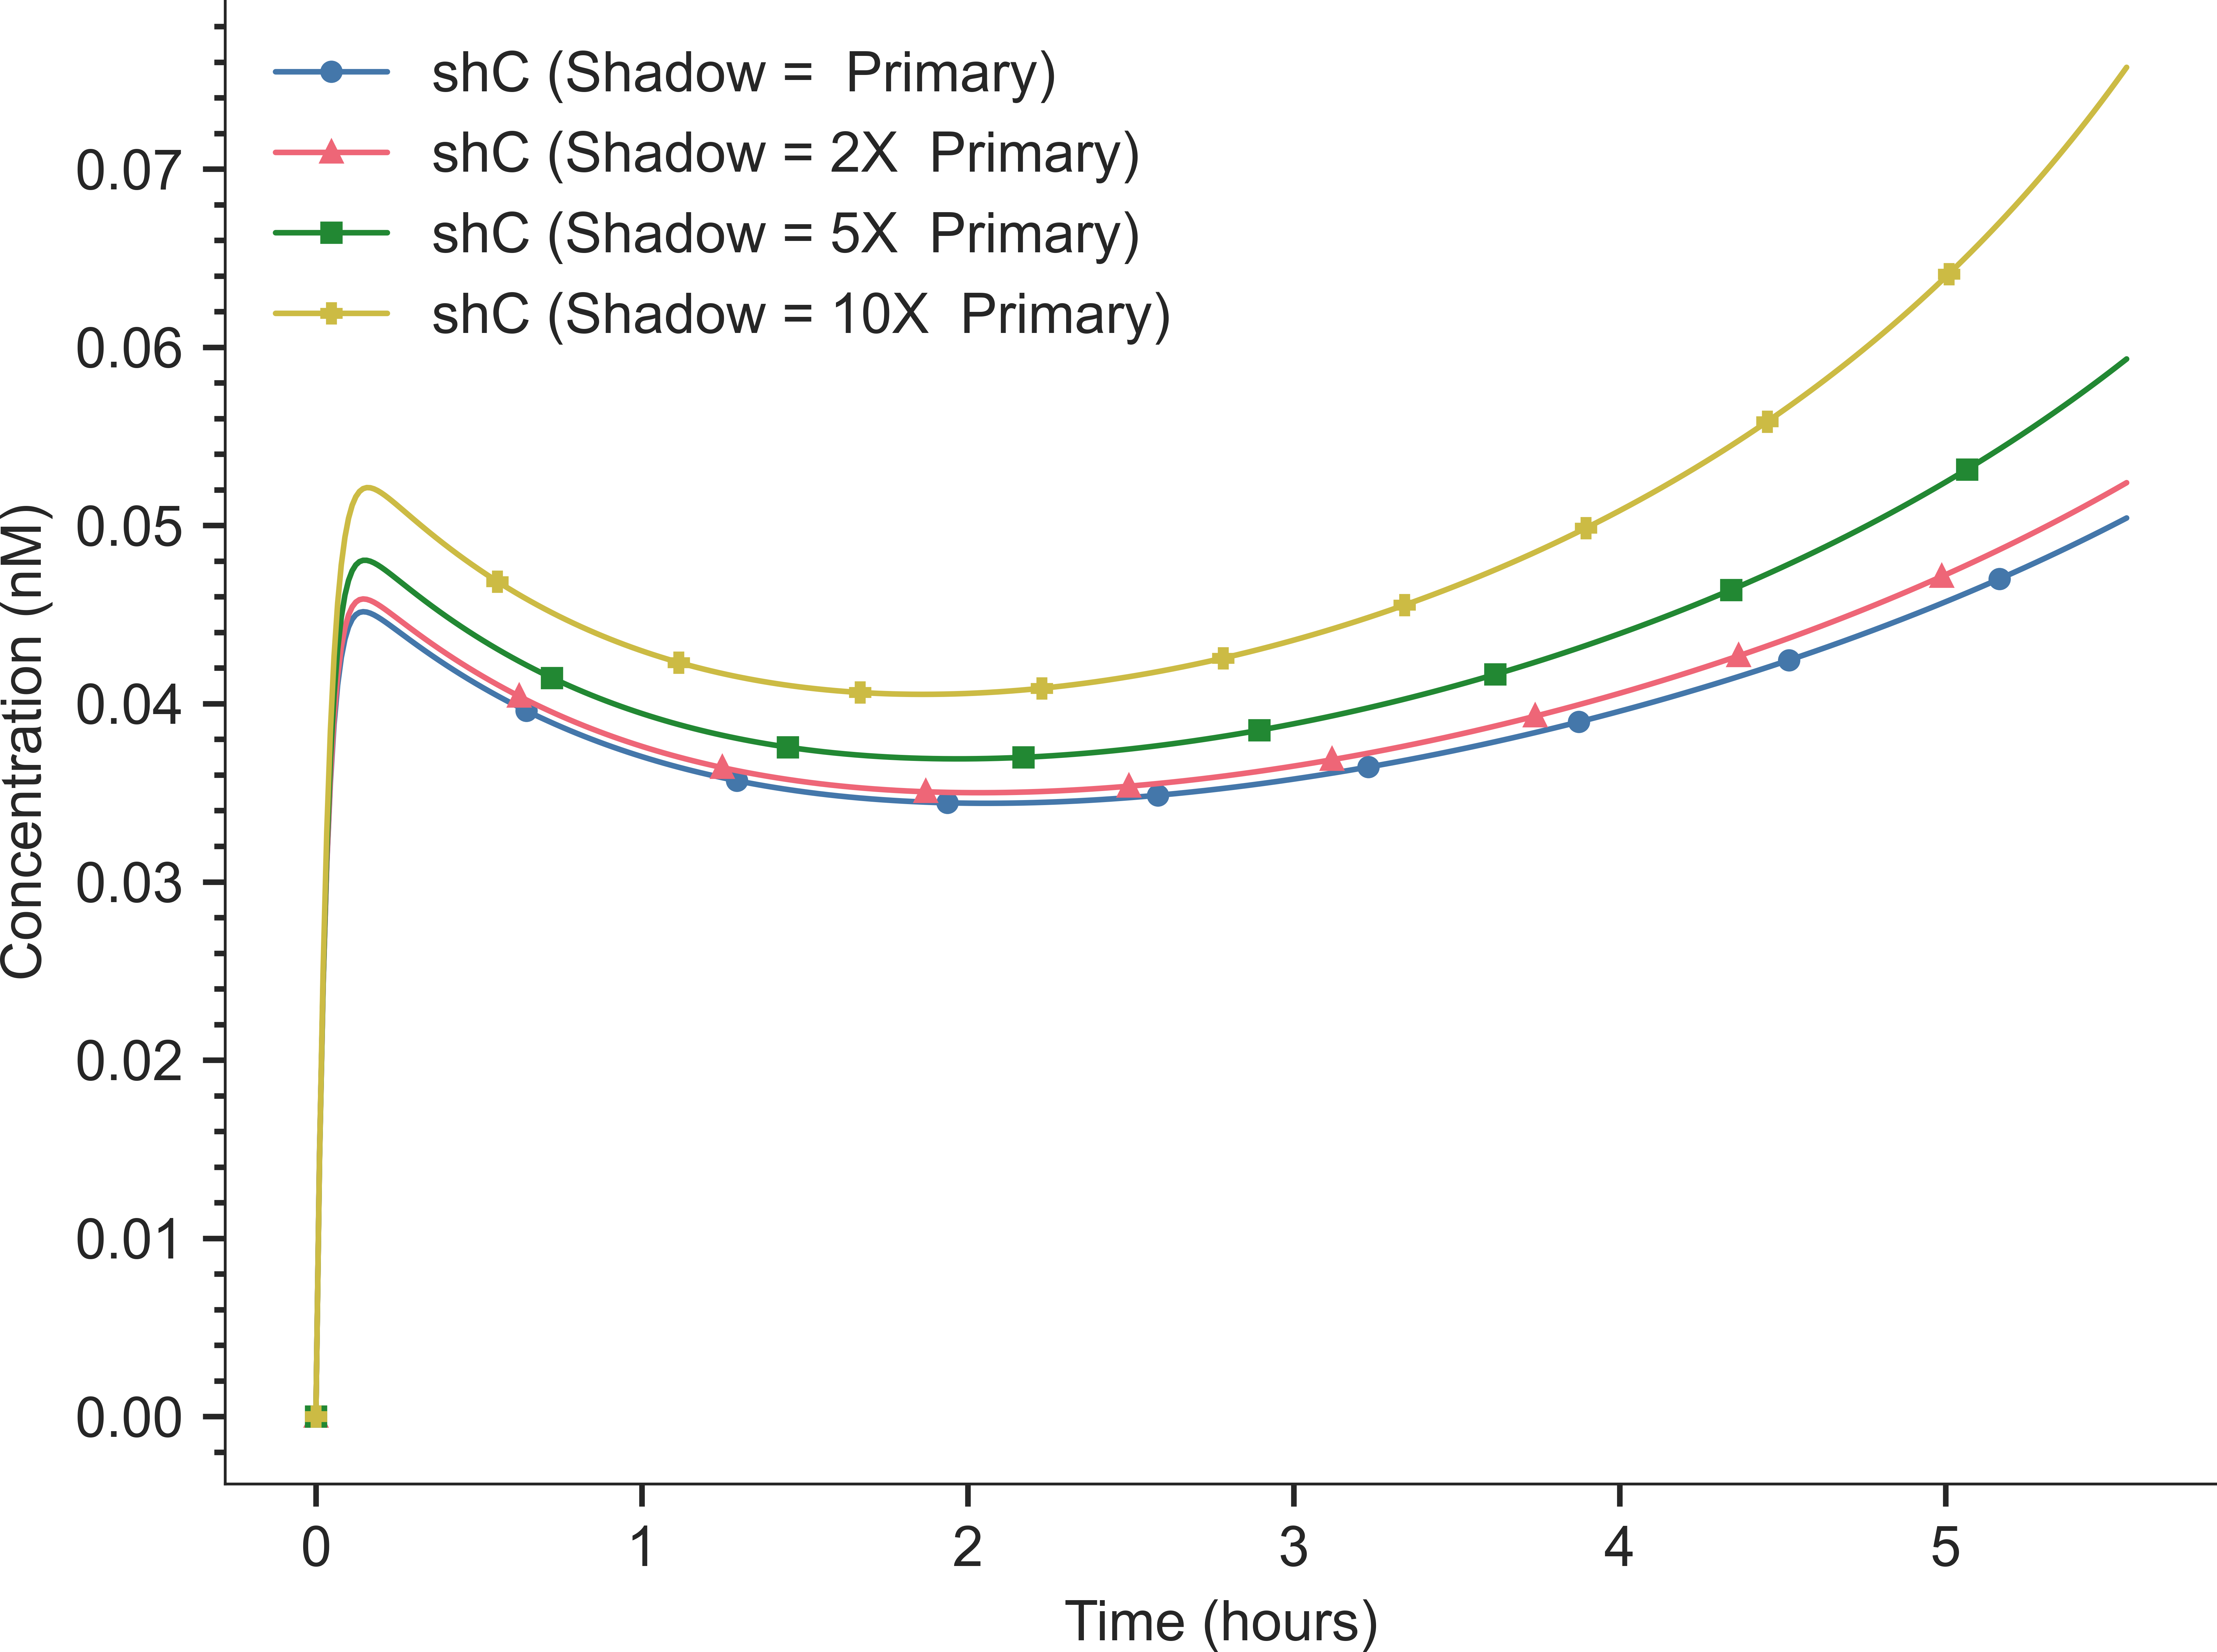 shC (Shadow =  Primary)
shC (Shadow = 2X  Primary)
shC (Shadow = 5X  Primary)
shC (Shadow = 10X  Primary)
Concentration (nM)
0.07
0.06
0.05
0.04
0.03
0.02
0.01
0.00
0 1 2 3 4 5
Time (hours)